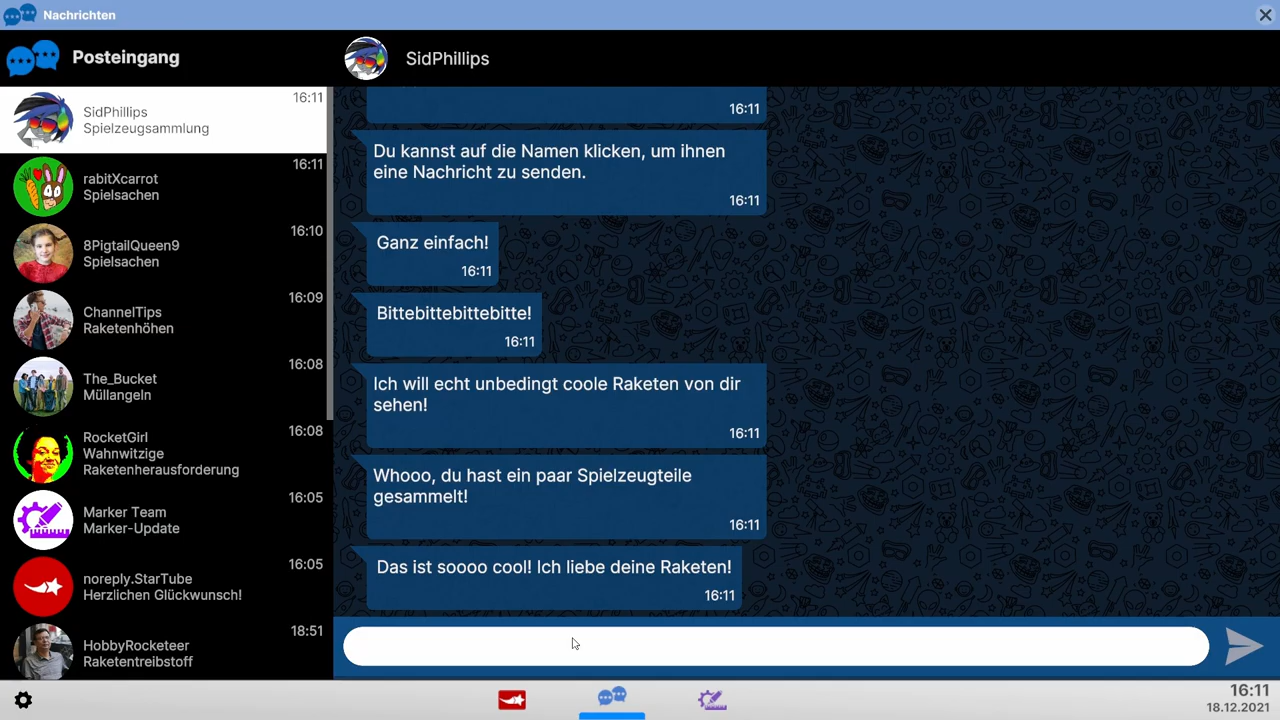 Nachrichten
Posteingang
SidPhillips
16:11
SidPhillips
Spielzeugsammlung
16:11
rabitXcarrot
Spielsachen
16:10
8PigtailQueen9
Spielsachen
16:09
ChannelTips
Raketenhöhen
16:08
The_Bucket
Müllangeln
16:08
RocketGirl
Wahnwitzige
Raketenherausforderung
16:05
Marker Team
Marker-Update
16:05
noreply.StarTube
Herzlichen Glückwunsch!
18:51
HobbyRocketeer
Raketentreibstoff
16:11
Du kannst auf die Namen klicken, um ihnen
eine Nachricht zu senden.
16:11
Ganz einfach!
16:11
Bittebittebittebitte!
16:11
Ich will echt unbedingt coole Raketen von dir
sehen!
16:11
Whooo, du hast ein paar Spielzeugteile
gesammelt!
16:11
Das ist soooo cool! Ich liebe deine Raketen!
16:11
16:11
18.12.2021